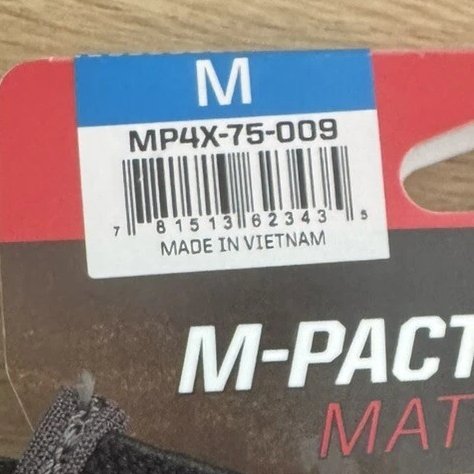 M
MP4X-75-009
7 81513 62343 5
MADE IN VIETNAM
M-PACT
MAT